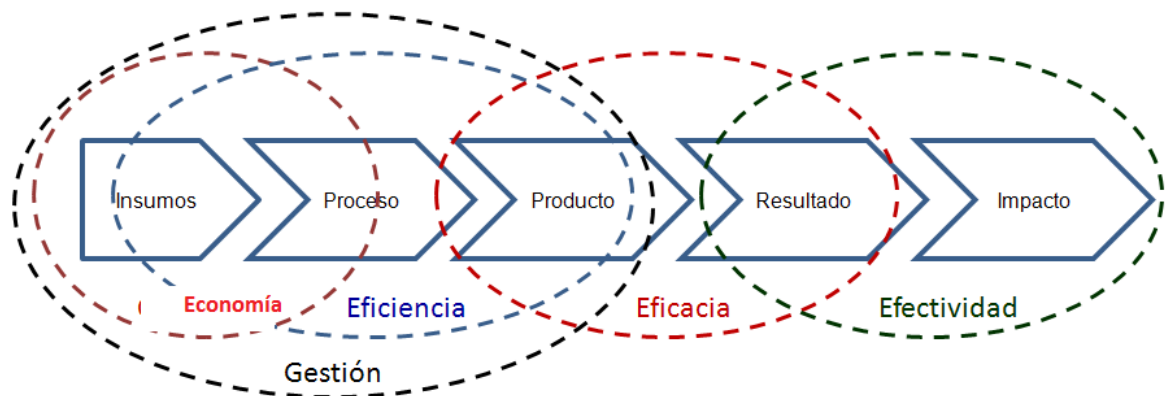 Insumos
Proceso
Producto
Resultado
Impacto
Economía
Eficiencia
Eficacia
Efectividad
Gestión